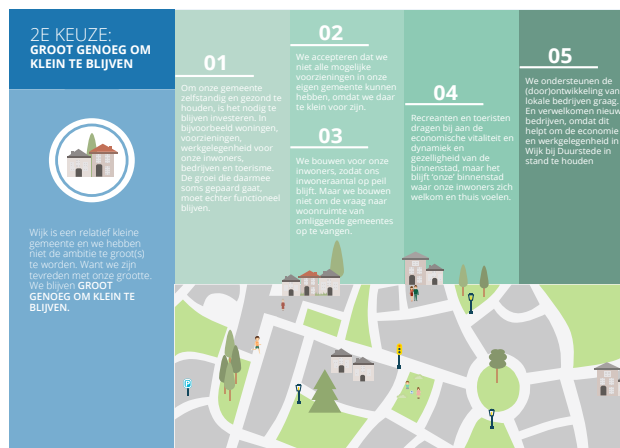 2E KEUZE:
GROOT GENOEG OM
KLEIN TE BLIJVEN
Wijk is een relatief kleine
gemeente en we hebben
niet de ambitie te groot(s)
te worden. Want we zijn
tevreden met onze grootte.
We blijven GROOT
GENOEG OM KLEIN TE
BLIJVEN.
01
Om onze gemeente
zelfstandig en gezond te
houden, is het nodig te
blijven investeren. In
bijvoorbeeld woningen,
voorzieningen,
werkgelegenheid voor
onze inwoners,
bedrijven en toerisme.
De groei die daarmee
soms gepaard gaat,
moet echter functioneel
blijven.
02
We accepteren dat we
niet alle mogelijke
voorzieningen in onze
eigen gemeente kunnen
hebben, omdat we daar
te klein voor zijn.
03
We bouwen voor onze
inwoners, zodat ons
inwoneraantal op peil
blijft. Maar we bouwen
niet om de vraag naar
woonruimte van
omliggende gemeentes
op te vangen.
04
Recreanten en toeristen
dragen bij aan de
economische vitaliteit en
dynamiek en
gezelligheid van de
binnenstad, maar het
blijft 'onze' binnenstad
waar onze inwoners zich
welkom en thuis voelen.
05
We ondersteunen de
(door)ontwikkeling van
lokale bedrijven graag.
En verwelkomen nieuw
bedrijven, omdat dit
helpt om de economie
en werkgelegenheid in
Wijk bij Duurstede in
stand te houden
P